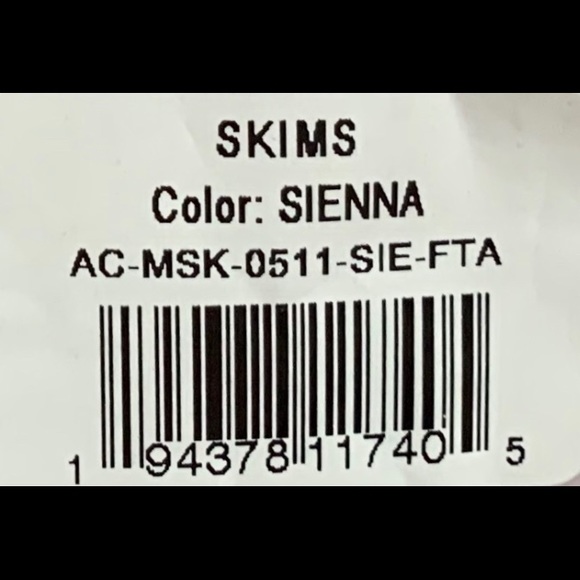 SKIMS
Color: SIENNA
AC-MSK-0511-SIE-FTA
1 94378 11740 5